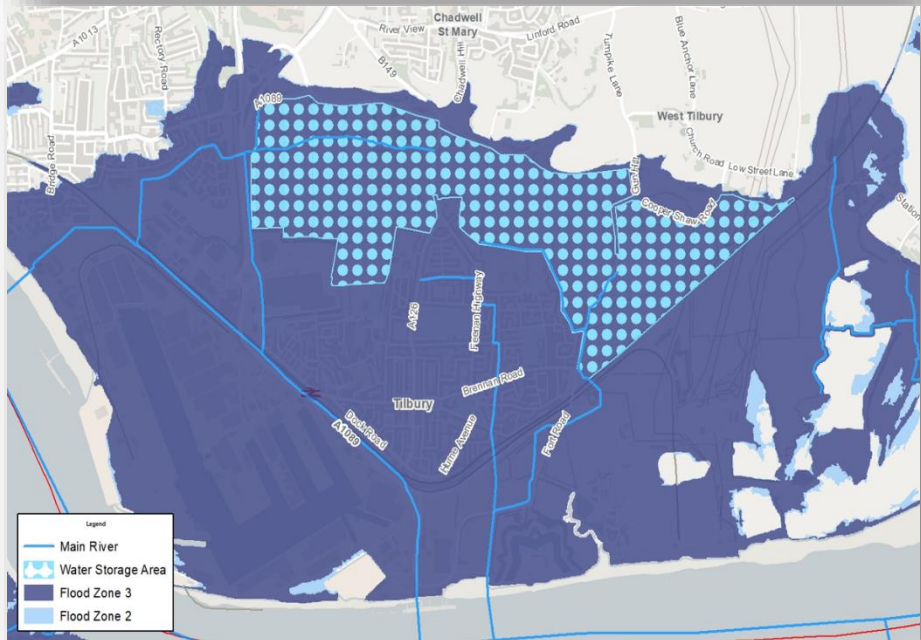 Chadwell
St Mary
A1013
Rectory Road
River View
Linford Road
B149
Chadwell Hill
Turnpike Lane
Blue Anchor Lane
A1089
West Tilbury
Bridge Road
Gun Hill
Church Road
Low Street Lane
Cooper Shaw Road
Station
A126
Feenan Highway
Brennan Road
Tilbury
Dock Road
A1089
Hume Avenue
Fort Road
Legend
Main River
Water Storage Area
Flood Zone 3
Flood Zone 2